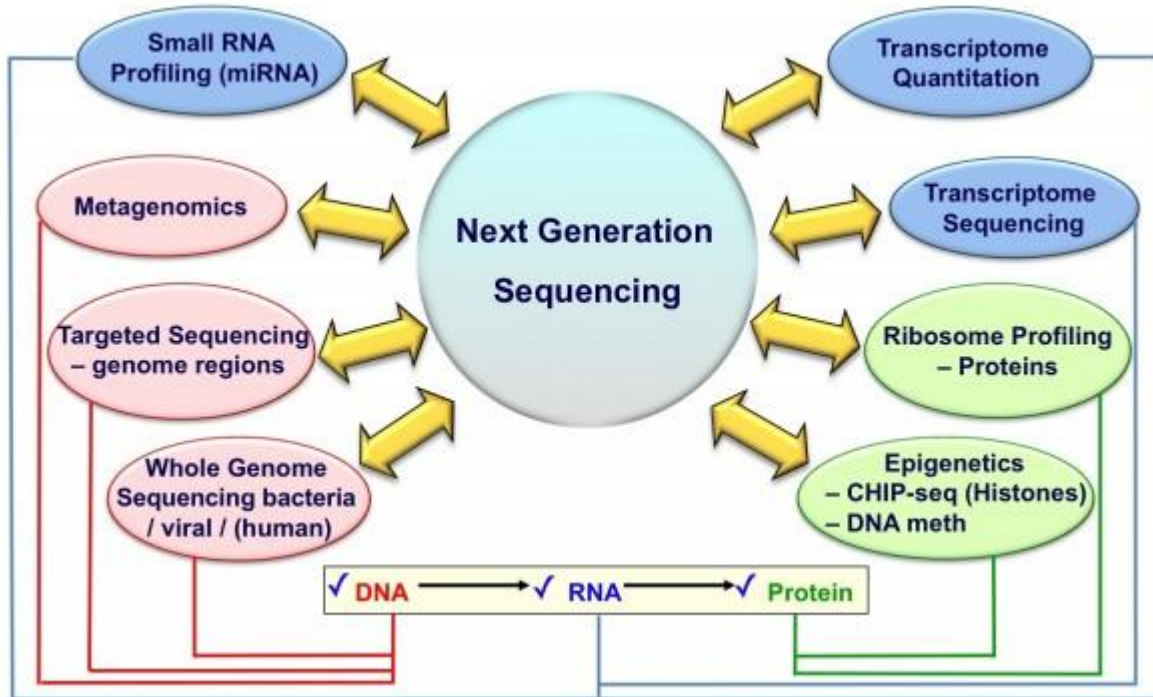 Small RNA
Profiling (miRNA)
Transcriptome
Quantitation
Metagenomics
Next Generation
Sequencing
Transcriptome
Sequencing
Targeted Sequencing
– genome regions
Ribosome Profiling
– Proteins
Whole Genome
Sequencing bacteria
/ viral / (human)
Epigenetics
– CHIP-seq (Histones)
– DNA meth
✓ DNA ✓ RNA ✓ Protein